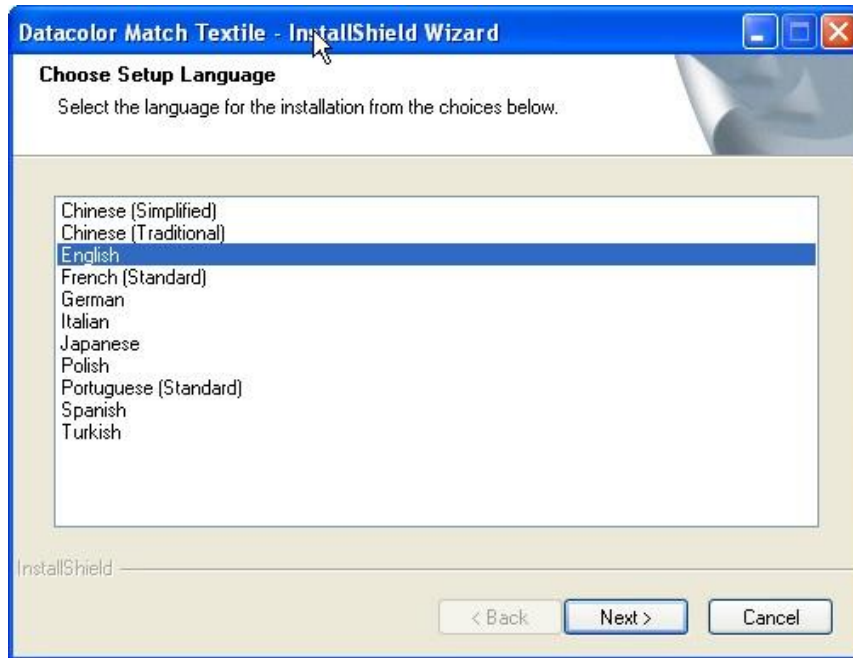 Datacolor Match Textile - InstallShield Wizard
Choose Setup Language
Select the language for the installation from the choices below.
Chinese (Simplified)
Chinese (Traditional)
English
French (Standard)
German
Italian
Japanese
Polish
Portuguese (Standard)
Spanish
Turkish
InstallShield
< Back Next > Cancel